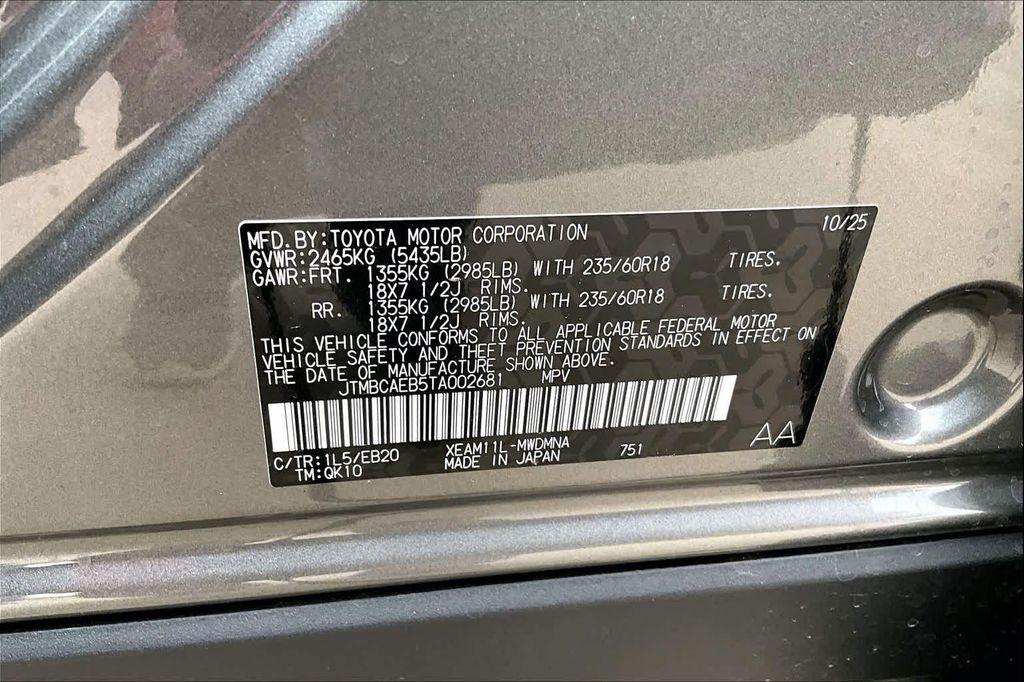 MFD.BY:TOYOTA MOTOR CORPORATION 10/25
GVWR:2465KG (5435LB)
GAWR:FRT. 1355KG (2985LB) WITH 235/60R18 TIRES.
18X7 1/2J RIMS.
RR. 1355KG (2985LB) WITH 235/60R18 TIRES.
18X7 1/2J RIMS.
THIS VEHICLE CONFORMS TO ALL APPLICABLE FEDERAL MOTOR
VEHICLE SAFETY AND THEFT PREVENTION STANDARDS IN EFFECT ON
THE DATE OF MANUFACTURE SHOWN ABOVE.
JTMBCAEB5TA002681 MPV
C/TR:1L5/EB20 XEAM11L-MWDMNA 751 AA
TM:QK10 MADE IN JAPAN